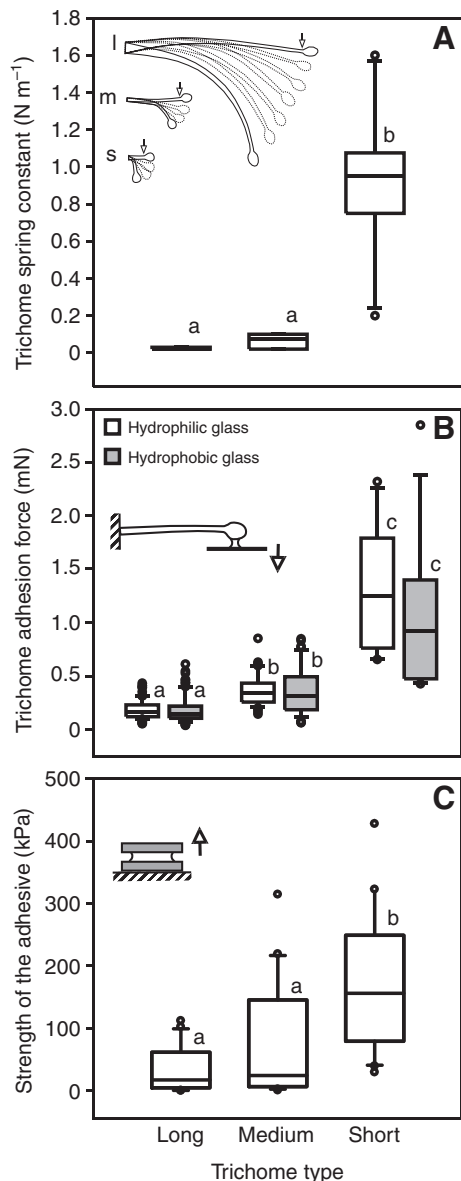 A
Trichome spring constant (N m⁻¹)
1.8
1.6
1.4
1.2
1.0
0.8
0.6
0.4
0.2
0
l
m
s
a
a
b
B
Trichome adhesion force (mN)
3.0
2.5
2.0
1.5
1.0
0.5
0
Hydrophilic glass
Hydrophobic glass
a
a
b
b
c
c
C
Strength of the adhesive (kPa)
500
400
300
200
100
0
a
a
b
Long Medium Short
Trichome type